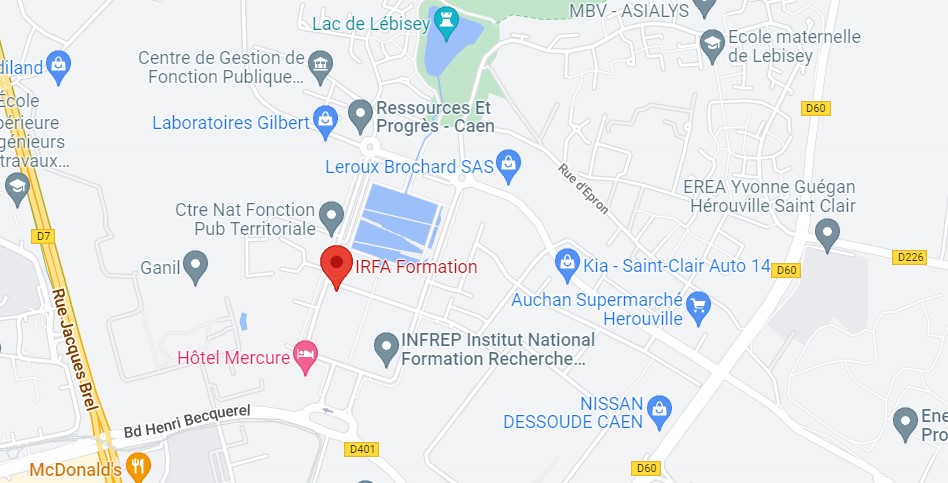 MBV - ASIALYS
Lac de Lébisey
Ecole maternelle
de Lebisey
Centre de Gestion de
Fonction Publique...
diland
École
périeure
génieurs
travaux...
Ressources Et
Progrès - Caen
D60
Laboratoires Gilbert
Leroux Brochard SAS
Rue d'Epron
EREA Yvonne Guégan
Hérouville Saint Clair
Ctre Nat Fonction
Pub Territoriale
D7
D226
Ganil
IRFA Formation
Kia - Saint-Clair Auto 14
D60
Auchan Supermarché
Herouville
Rue Jacques Brel
INFREP Institut National
Formation Recherche...
Hôtel Mercure
NISSAN
DESSOUDE CAEN
Bd Henri Becquerel
Ene
Pro
D401
McDonald's
D60